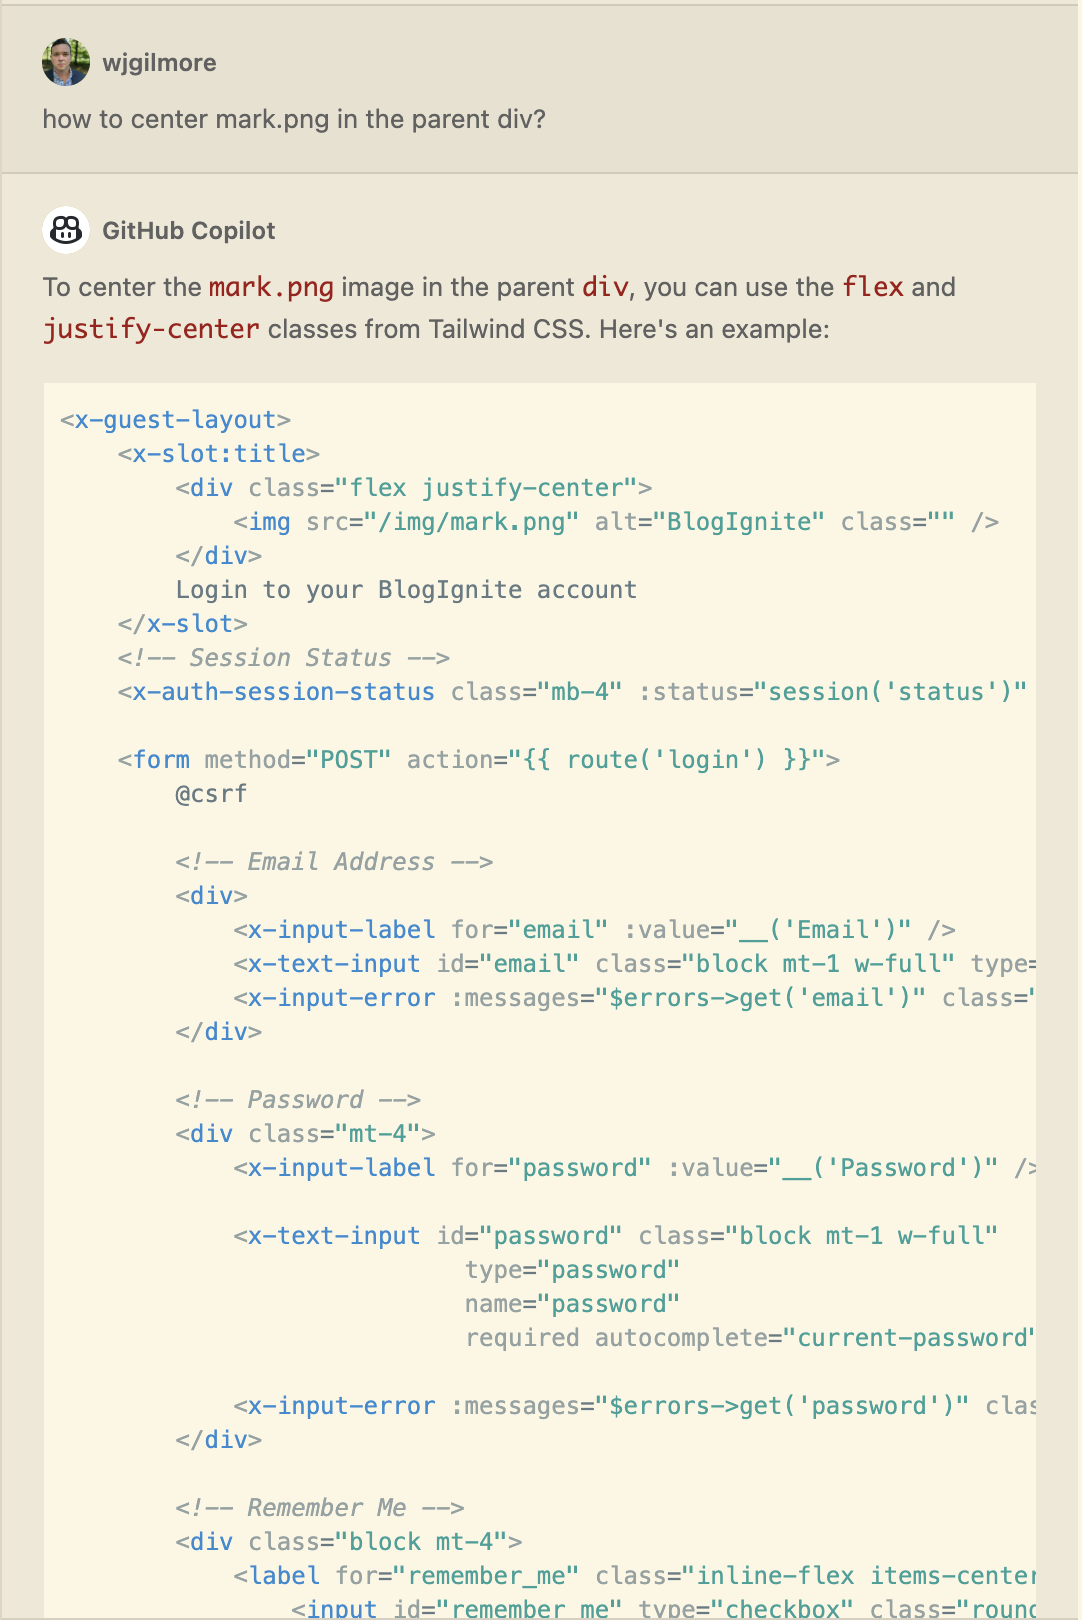 wjgilmore
how to center mark.png in the parent div?
GitHub Copilot
To center the mark.png image in the parent div, you can use the flex and
justify-center classes from Tailwind CSS. Here's an example:
<x-guest-layout>
    <x-slot:title>
        <div class="flex justify-center">
            <img src="/img/mark.png" alt="BlogIgnite" class="" />
        </div>
        Login to your BlogIgnite account
    </x-slot>
    <!-- Session Status -->
    <x-auth-session-status class="mb-4" :status="session('status')"

    <form method="POST" action="{{ route('login') }}">
        @csrf

        <!-- Email Address -->
        <div>
            <x-input-label for="email" :value="__('Email')" />
            <x-text-input id="email" class="block mt-1 w-full" type=
            <x-input-error :messages="$errors->get('email')" class="
        </div>

        <!-- Password -->
        <div class="mt-4">
            <x-input-label for="password" :value="__('Password')" />

            <x-text-input id="password" class="block mt-1 w-full"
                            type="password"
                            name="password"
                            required autocomplete="current-password"

            <x-input-error :messages="$errors->get('password')" clas
        </div>

        <!-- Remember Me -->
        <div class="block mt-4">
            <label for="remember_me" class="inline-flex items-center
                <input id="remember_me" type="checkbox" class="round